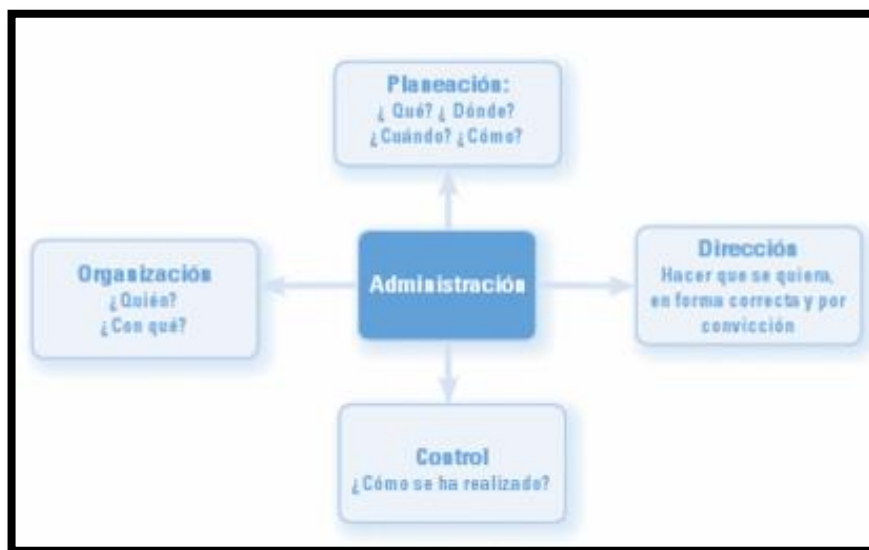 Planeación:
¿ Qué? ¿ Dónde?
¿Cuándo? ¿Cómo?
Organización
¿Quién?
¿Con qué?
Administración
Dirección
Hacer que se quiera,
en forma correcta y por
convicción
Control
¿Cómo se ha realizado?